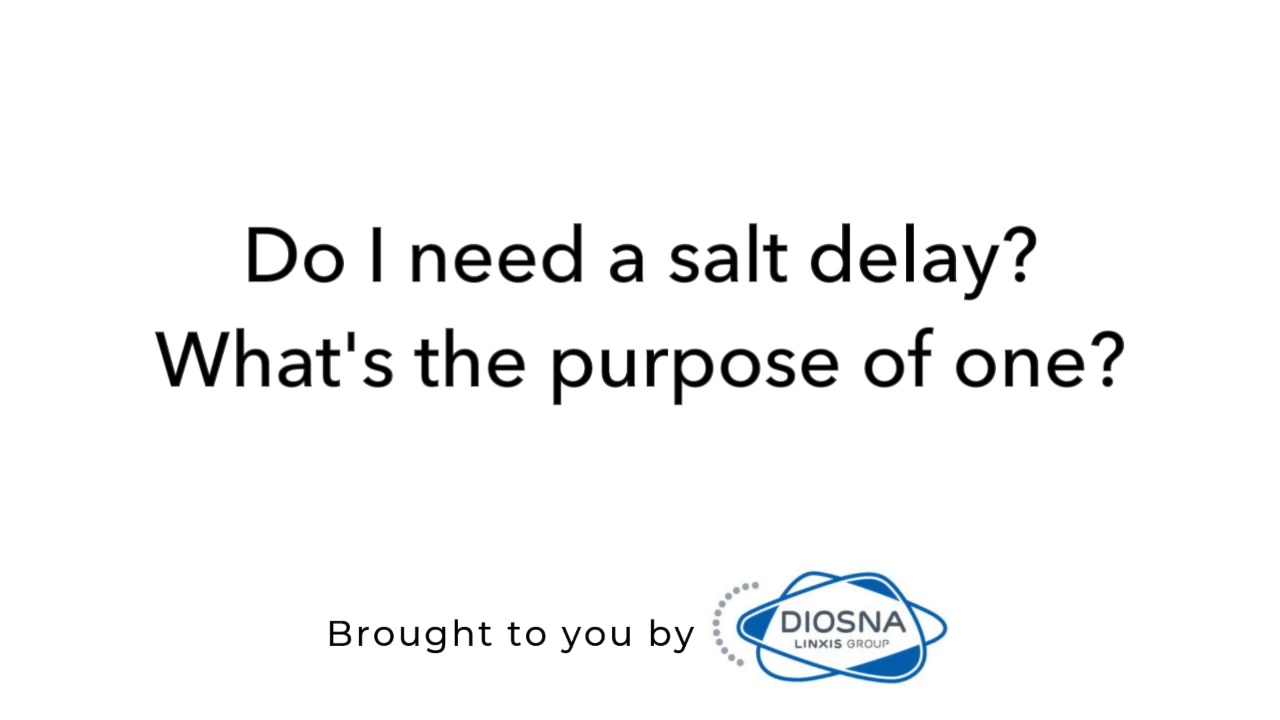 Do I need a salt delay?
What's the purpose of one?
Brought to you by
DIOSNA
LINXIS GROUP